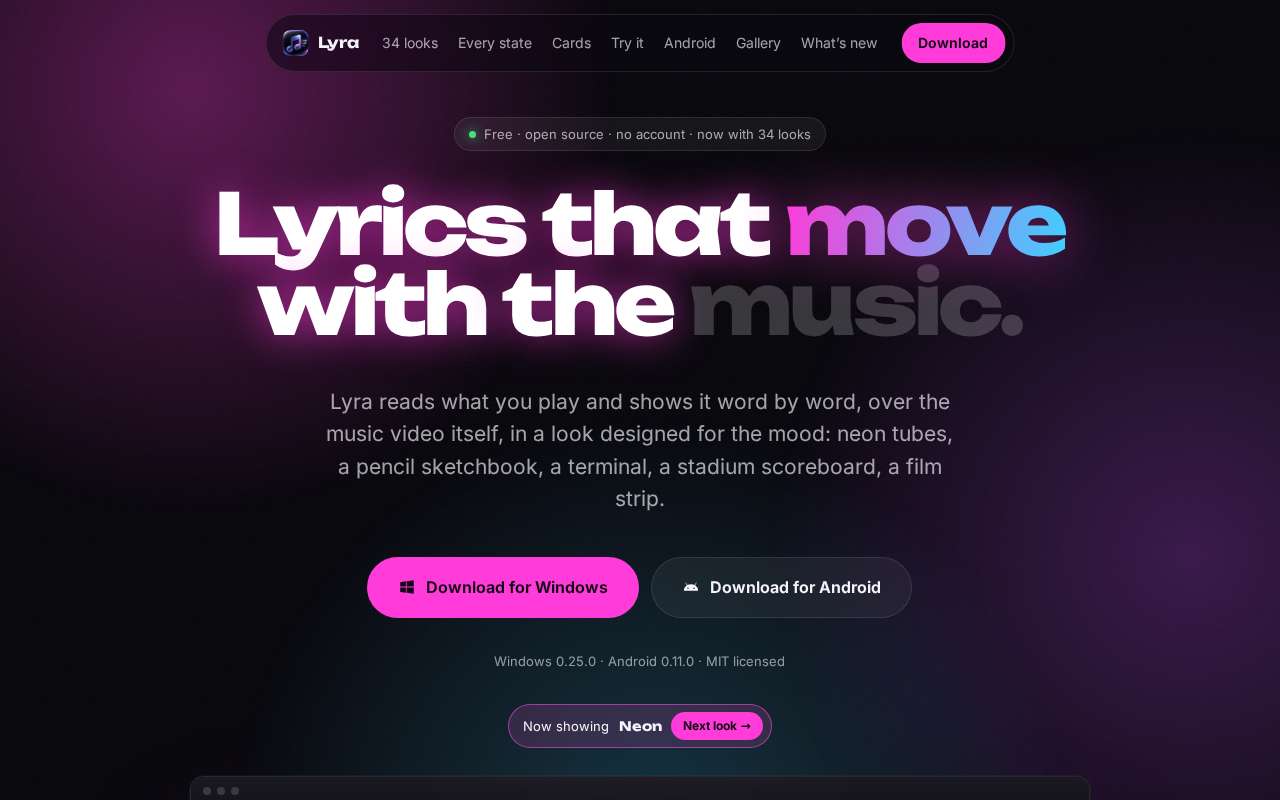 Lyra 34 looks Every state Cards Try it Android Gallery What’s new Download
Free · open source · no account · now with 34 looks
Lyrics that move
with the music.
Lyra reads what you play and shows it word by word, over the
music video itself, in a look designed for the mood: neon tubes,
a pencil sketchbook, a terminal, a stadium scoreboard, a film
strip.
Download for Windows Download for Android
Windows 0.25.0 · Android 0.11.0 · MIT licensed
Now showing Neon Next look →